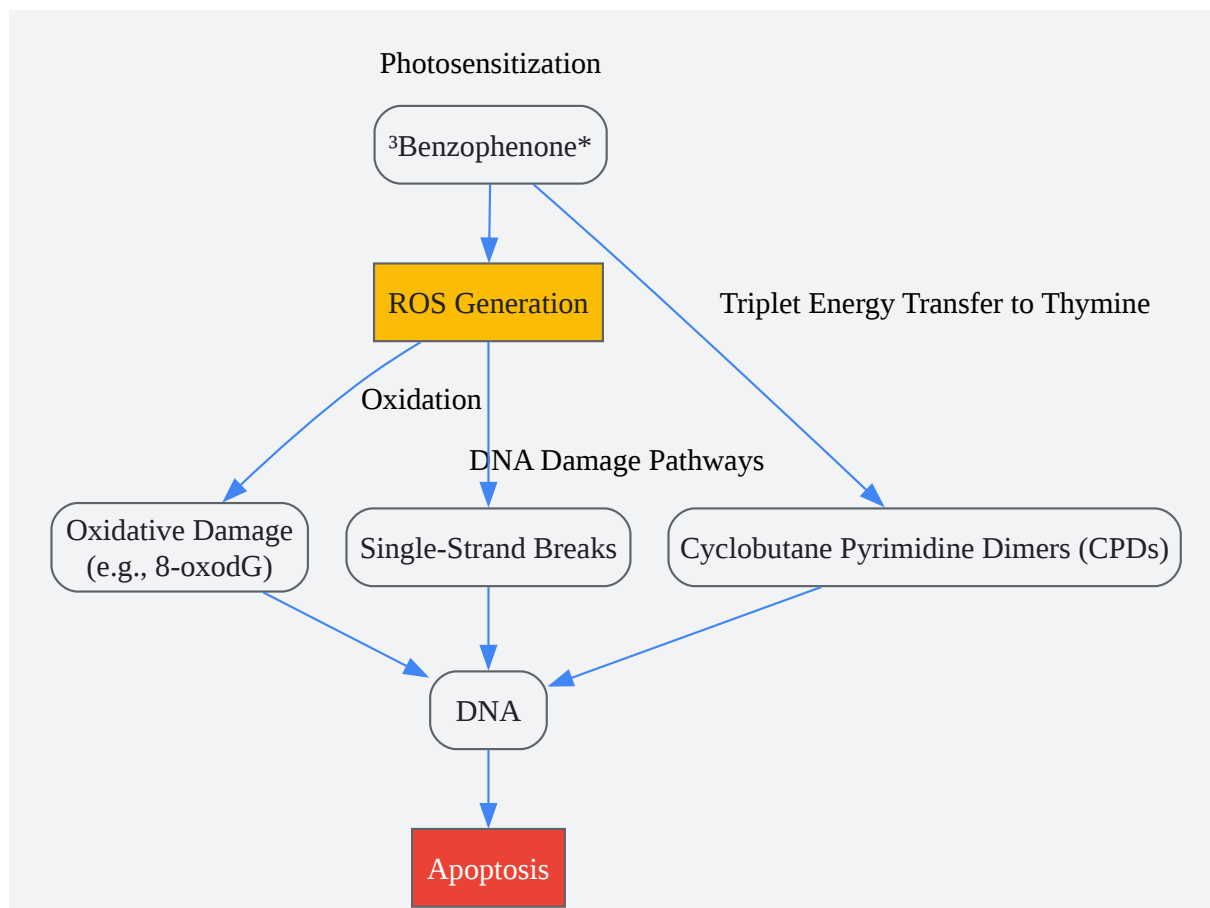 Photosensitization
³Benzophenone*
ROS Generation
Triplet Energy Transfer to Thymine
Oxidation
DNA Damage Pathways
Oxidative Damage
(e.g., 8-oxodG)
Single-Strand Breaks
Cyclobutane Pyrimidine Dimers (CPDs)
DNA
Apoptosis